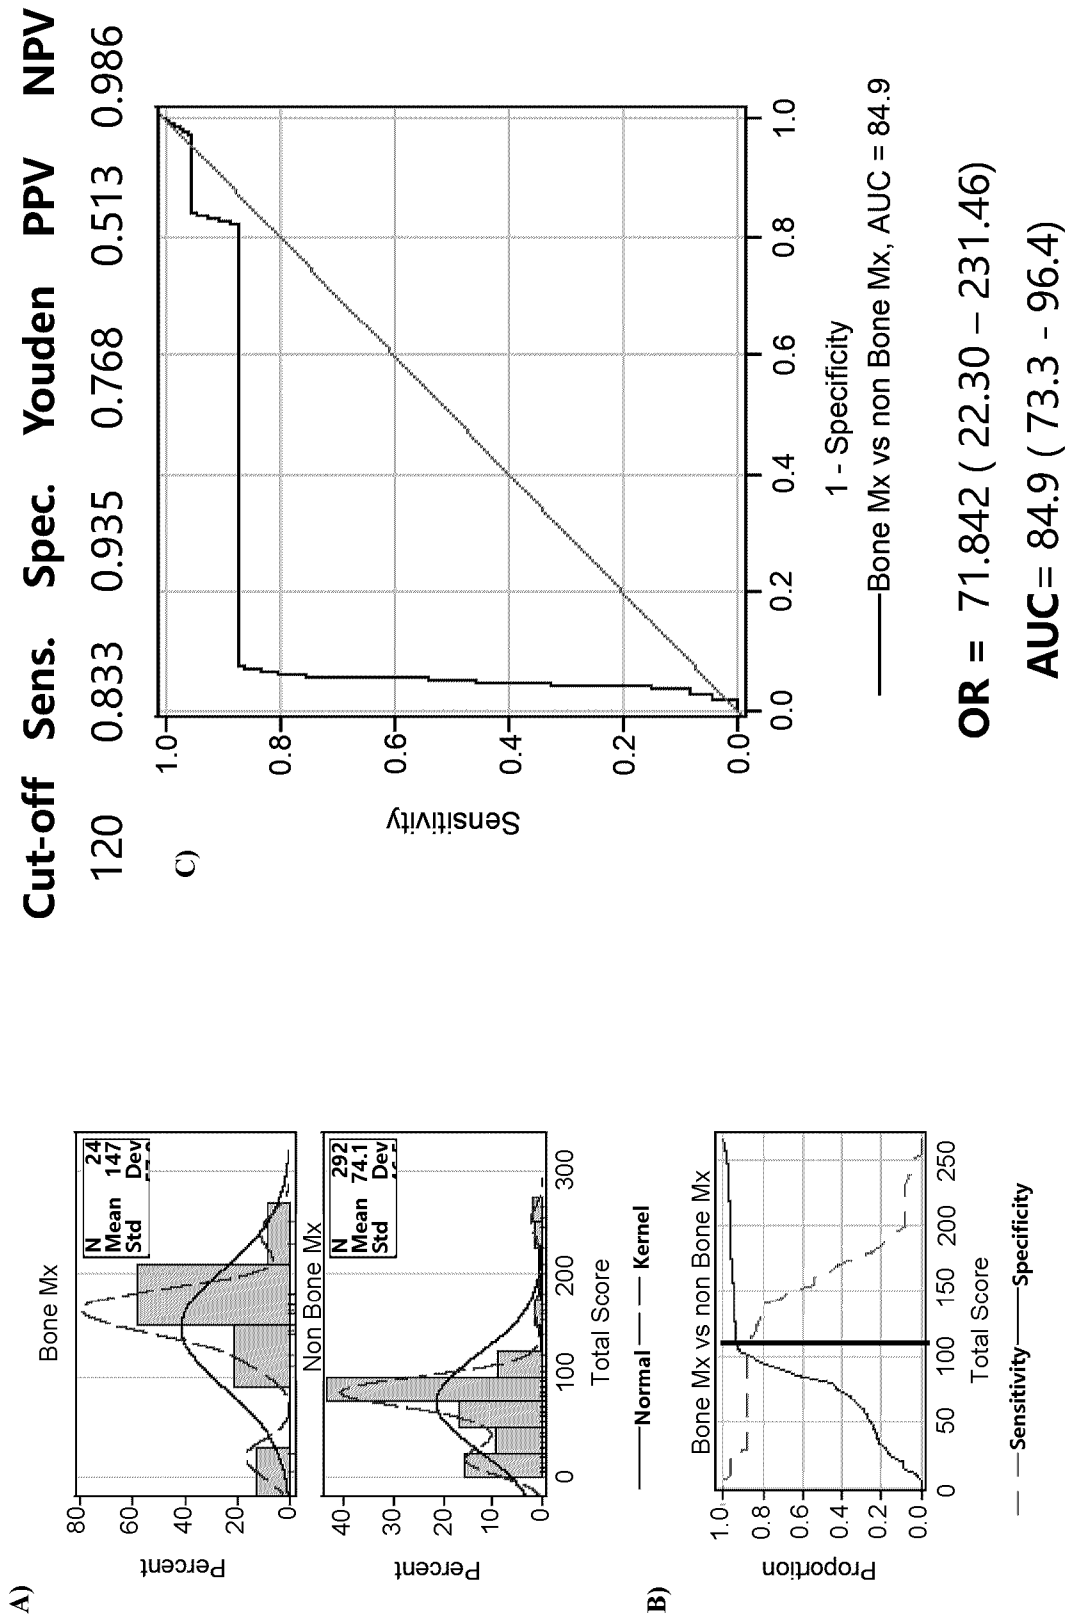 A)
Bone Mx
Percent
80
60
40
20
0
N 24
Mean 147
Std Dev
Non Bone Mx
Percent
40
30
20
10
0
N 292
Mean 74.1
Std Dev
0 100 200 300
Total Score
Normal Kernel
B)
Bone Mx vs non Bone Mx
Proportion
1.0
0.8
0.6
0.4
0.2
0.0
0 50 100 150 200 250
Total Score
Sensitivity Specificity
Cut-off Sens. Spec. Youden PPV NPV
120 0.833 0.935 0.768 0.513 0.986
C)
Sensitivity
1.0
0.8
0.6
0.4
0.2
0.0
0.0 0.2 0.4 0.6 0.8 1.0
1 - Specificity
Bone Mx vs non Bone Mx, AUC = 84.9
OR = 71.842 ( 22.30 – 231.46)
AUC= 84.9 ( 73.3 - 96.4)